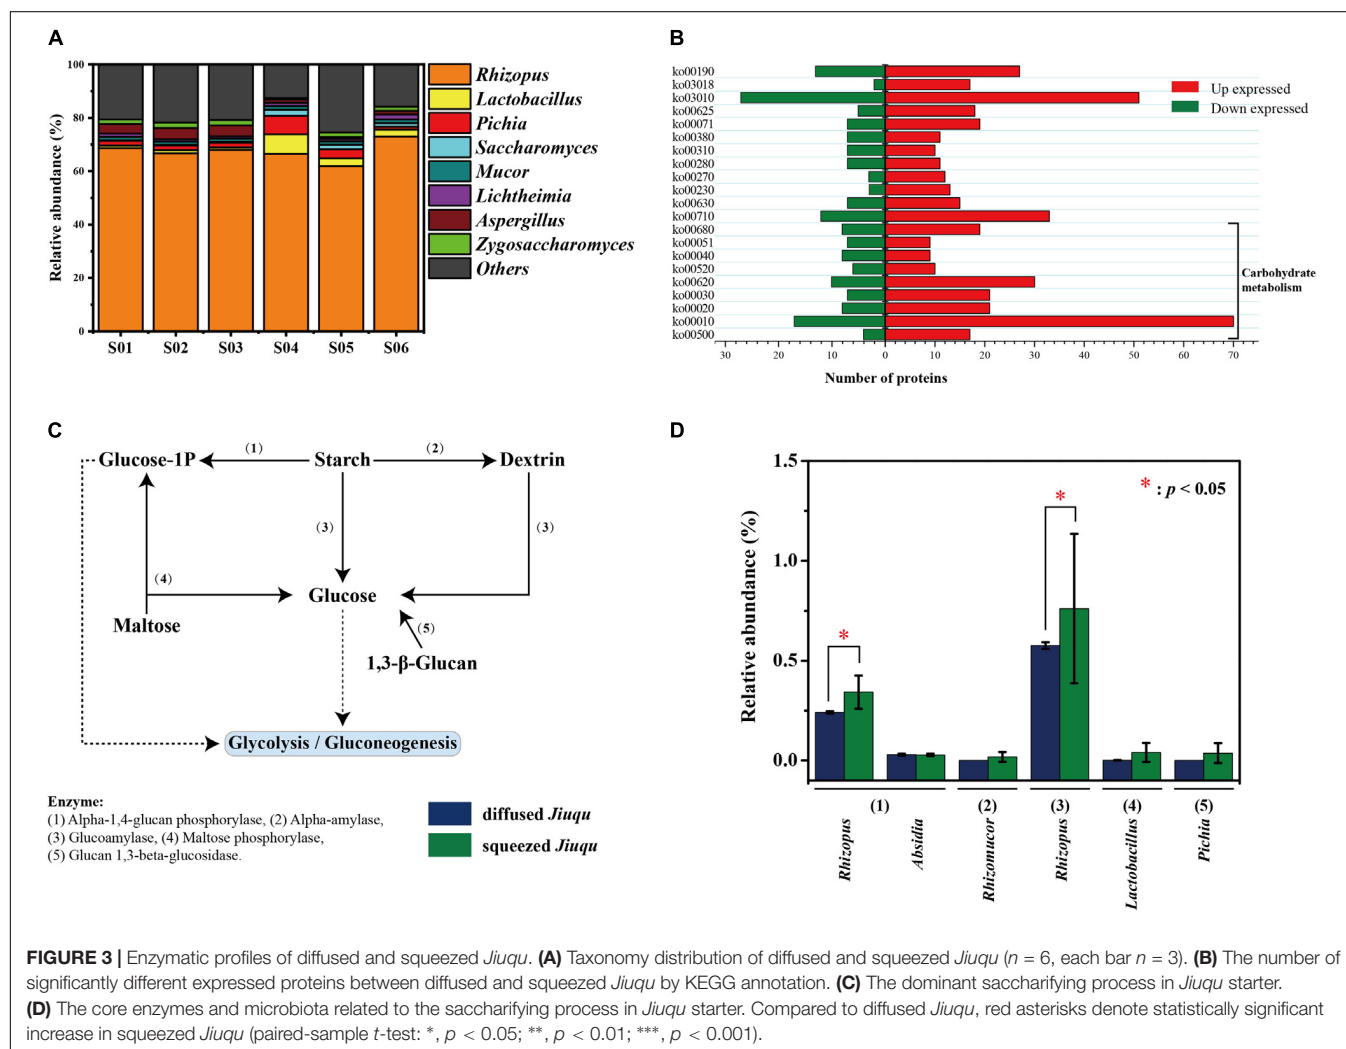 A
Relative abundance (%)
100
80
60
40
20
0
S01 S02 S03 S04 S05 S06
Rhizopus
Lactobacillus
Pichia
Saccharomyces
Mucor
Lichtheimia
Aspergillus
Zygosaccharomyces
Others
B
ko00190
ko03018
ko03010
ko00625
ko00071
ko00380
ko00310
ko00280
ko00270
ko00230
ko00630
ko00710
ko00680
ko00051
ko00040
ko00520
ko00620
ko00030
ko00020
ko00010
ko00500
Up expressed
Down expressed
Carbohydrate
metabolism
30 20 10 0 10 20 30 40 50 60 70
Number of proteins
C
Glucose-1P (1) Starch (2) Dextrin
(3) (3)
(4)
Glucose
Maltose
(5)
1,3-β-Glucan
Glycolysis / Gluconeogenesis
Enzyme:
(1) Alpha-1,4-glucan phosphorylase, (2) Alpha-amylase,
(3) Glucoamylase, (4) Maltose phosphorylase,
(5) Glucan 1,3-beta-glucosidase.
diffused Jiuqu
squeezed Jiuqu
D
Relative abundance (%)
1.5
1.0
0.5
0.0
* : p < 0.05
*
*
(1) (2) (3) (4) (5)
Rhizopus
Absidia
Rhizomucor
Rhizopus
Lactobacillus
Pichia
FIGURE 3 | Enzymatic profiles of diffused and squeezed Jiuqu. (A) Taxonomy distribution of diffused and squeezed Jiuqu (n = 6, each bar n = 3). (B) The number of
significantly different expressed proteins between diffused and squeezed Jiuqu by KEGG annotation. (C) The dominant saccharifying process in Jiuqu starter.
(D) The core enzymes and microbiota related to the saccharifying process in Jiuqu starter. Compared to diffused Jiuqu, red asterisks denote statistically significant
increase in squeezed Jiuqu (paired-sample t-test: *, p < 0.05; **, p < 0.01; ***, p < 0.001).